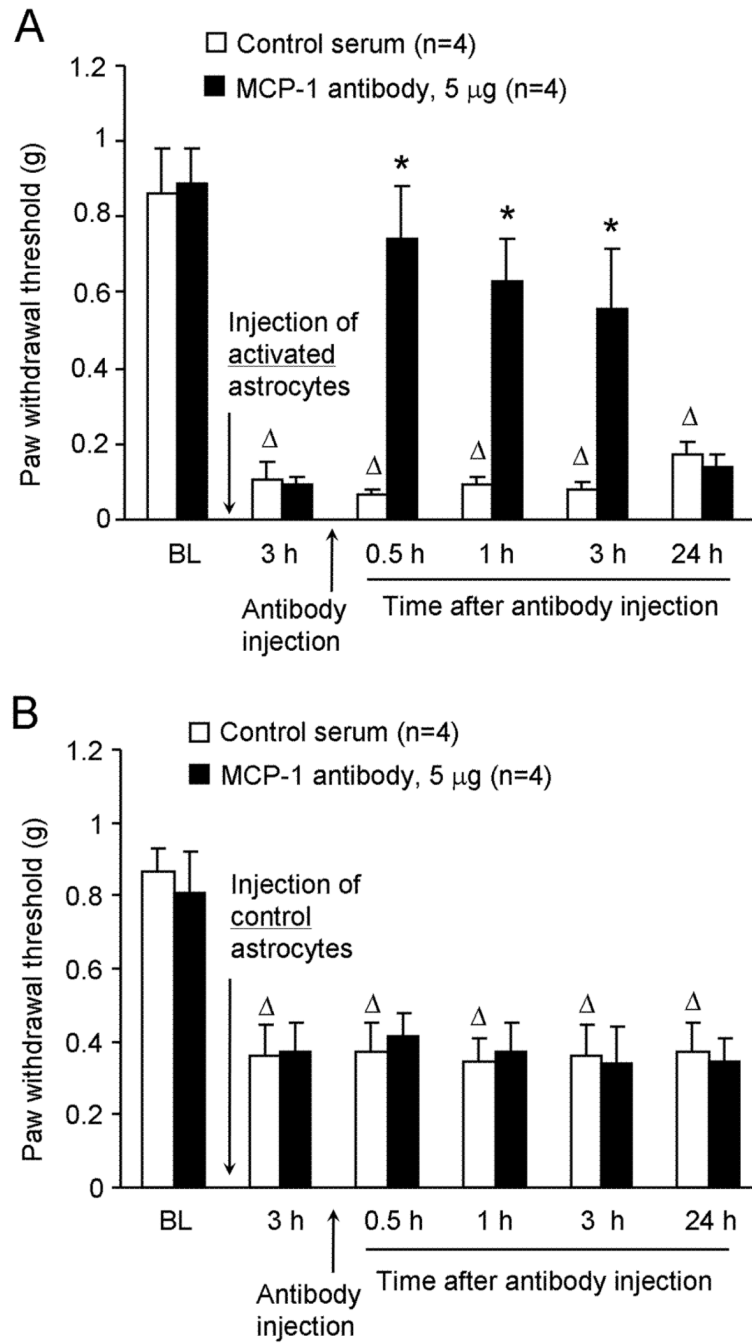 A
Control serum (n=4)
MCP-1 antibody, 5 μg (n=4)
Paw withdrawal threshold (g)
1.2
1
0.8
0.6
0.4
0.2
0
*
*
*
Injection of
activated
astrocytes
Δ
Δ
Δ
Δ
Δ
BL
3 h
0.5 h
1 h
3 h
24 h
Antibody
injection
Time after antibody injection
B
Control serum (n=4)
MCP-1 antibody, 5 μg (n=4)
Paw withdrawal threshold (g)
1.2
1
0.8
0.6
0.4
0.2
0
Injection of
control
astrocytes
Δ
Δ
Δ
Δ
Δ
BL
3 h
0.5 h
1 h
3 h
24 h
Antibody
injection
Time after antibody injection